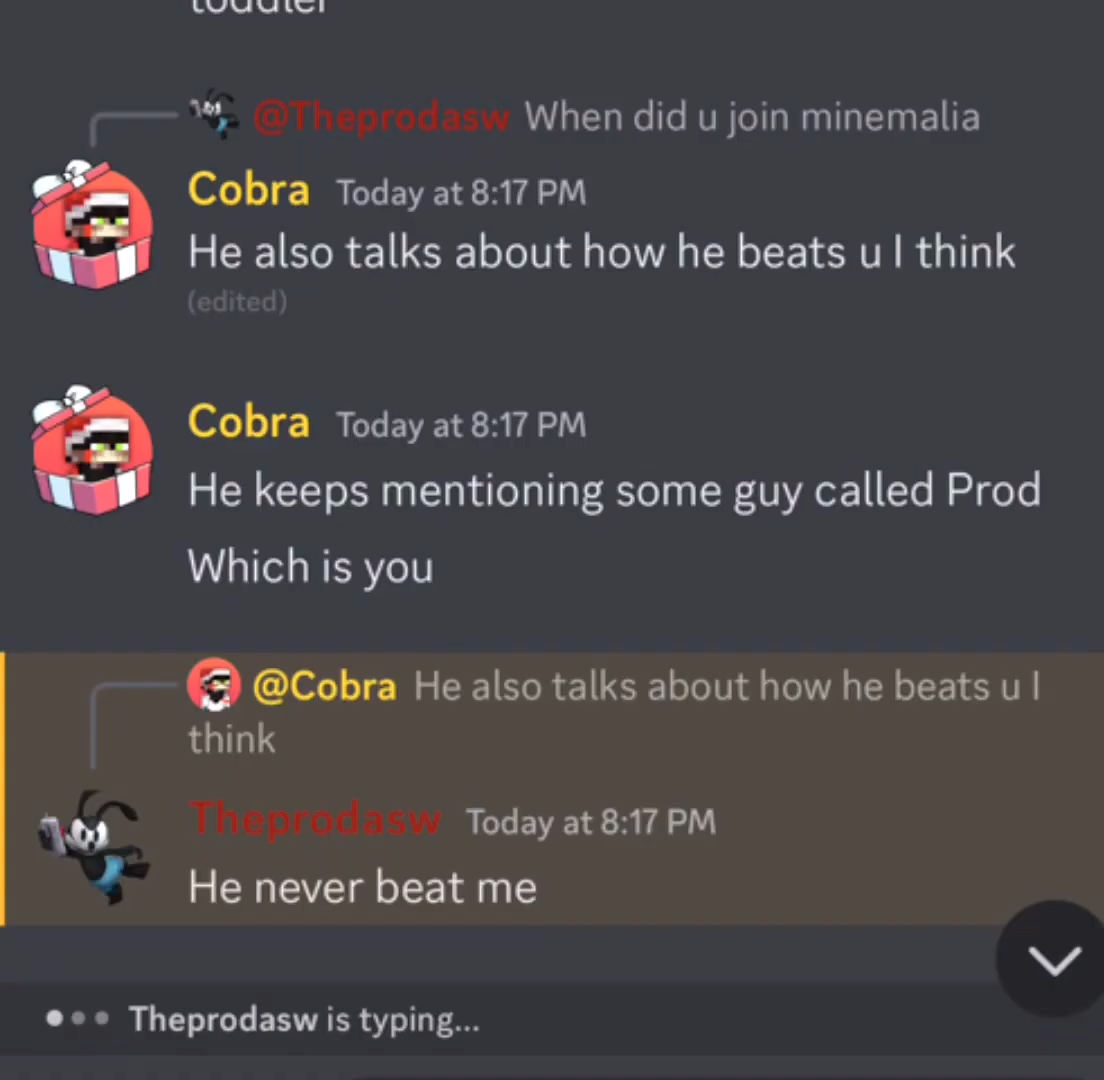 toddler
@Theprodasw When did u join minemalia
Cobra Today at 8:17 PM
He also talks about how he beats u I think
(edited)
Cobra Today at 8:17 PM
He keeps mentioning some guy called Prod
Which is you
@Cobra He also talks about how he beats u I
think
Theprodasw Today at 8:17 PM
He never beat me
Theprodasw is typing...